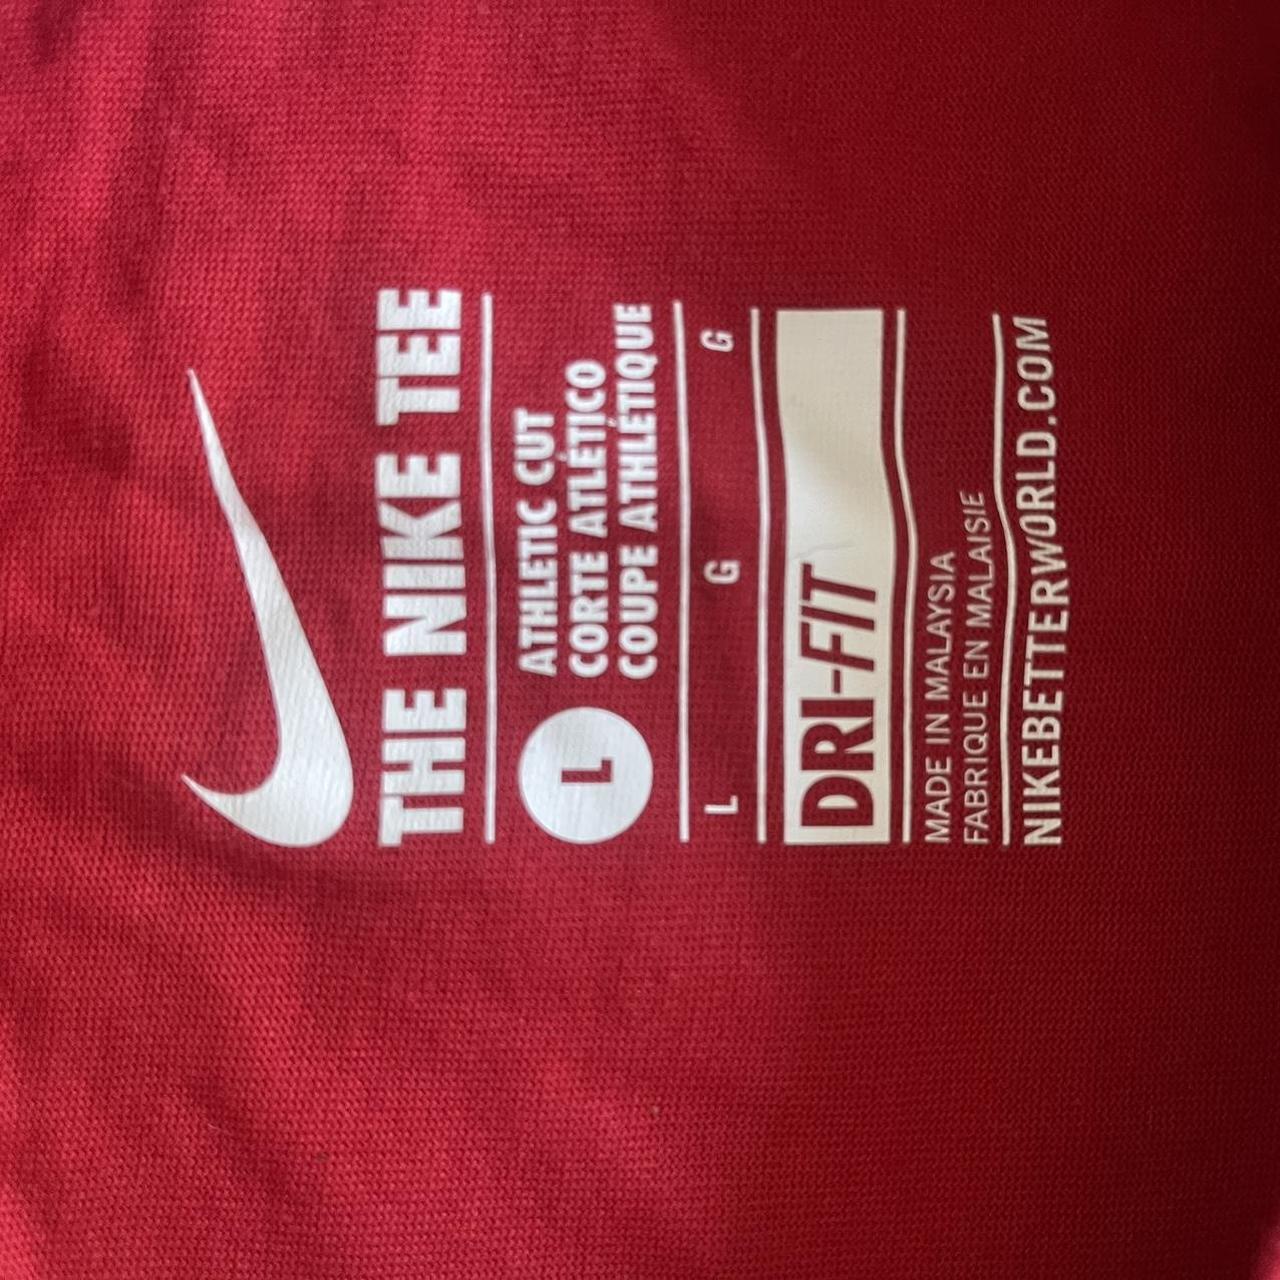 THE NIKE TEE
L
ATHLETIC CUT
CORTE ATLÉTICO
COUPE ATHLÉTIQUE
L G G
DRI-FIT
MADE IN MALAYSIA
FABRIQUE EN MALAISIE
NIKEBETTERWORLD.COM